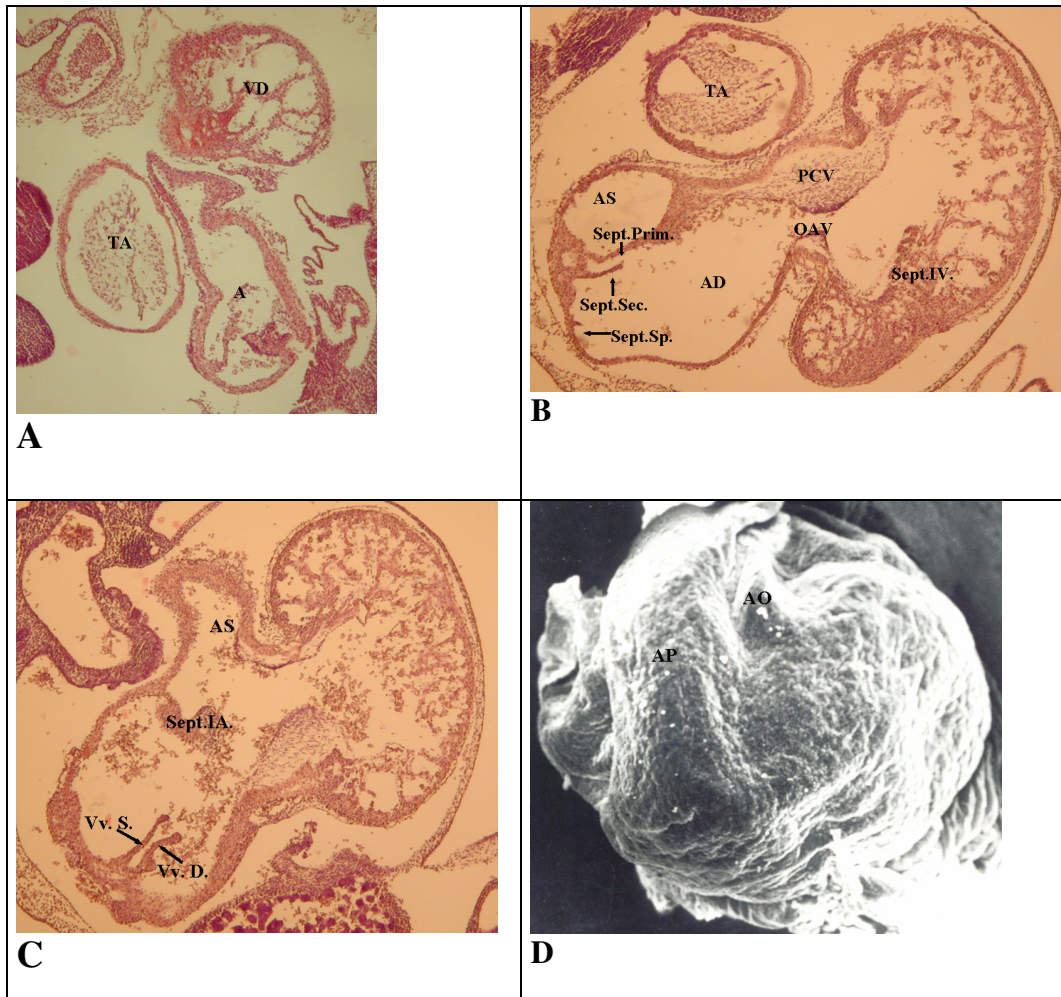 VD
TA
A
A
TA
PCV
AS
OAV
Sept.Prim.
AD
Sept.IV.
Sept.Sec.
Sept.Sp.
B
AS
Sept.IA.
Vv. S.
Vv. D.
C
AO
AP
D